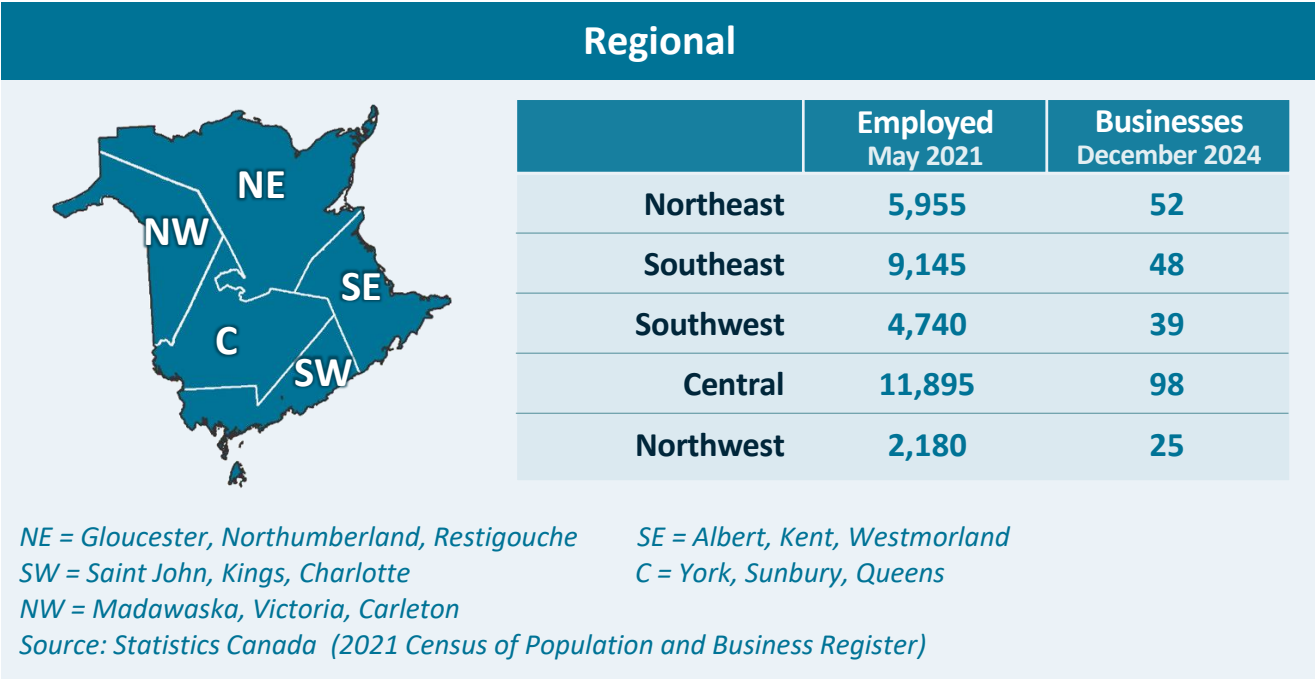 Regional
NE
NW
SE
C
SW
Employed Businesses
May 2021 December 2024
Northeast 5,955 52
Southeast 9,145 48
Southwest 4,740 39
Central 11,895 98
Northwest 2,180 25
NE = Gloucester, Northumberland, Restigouche SE = Albert, Kent, Westmorland
SW = Saint John, Kings, Charlotte C = York, Sunbury, Queens
NW = Madawaska, Victoria, Carleton
Source: Statistics Canada (2021 Census of Population and Business Register)